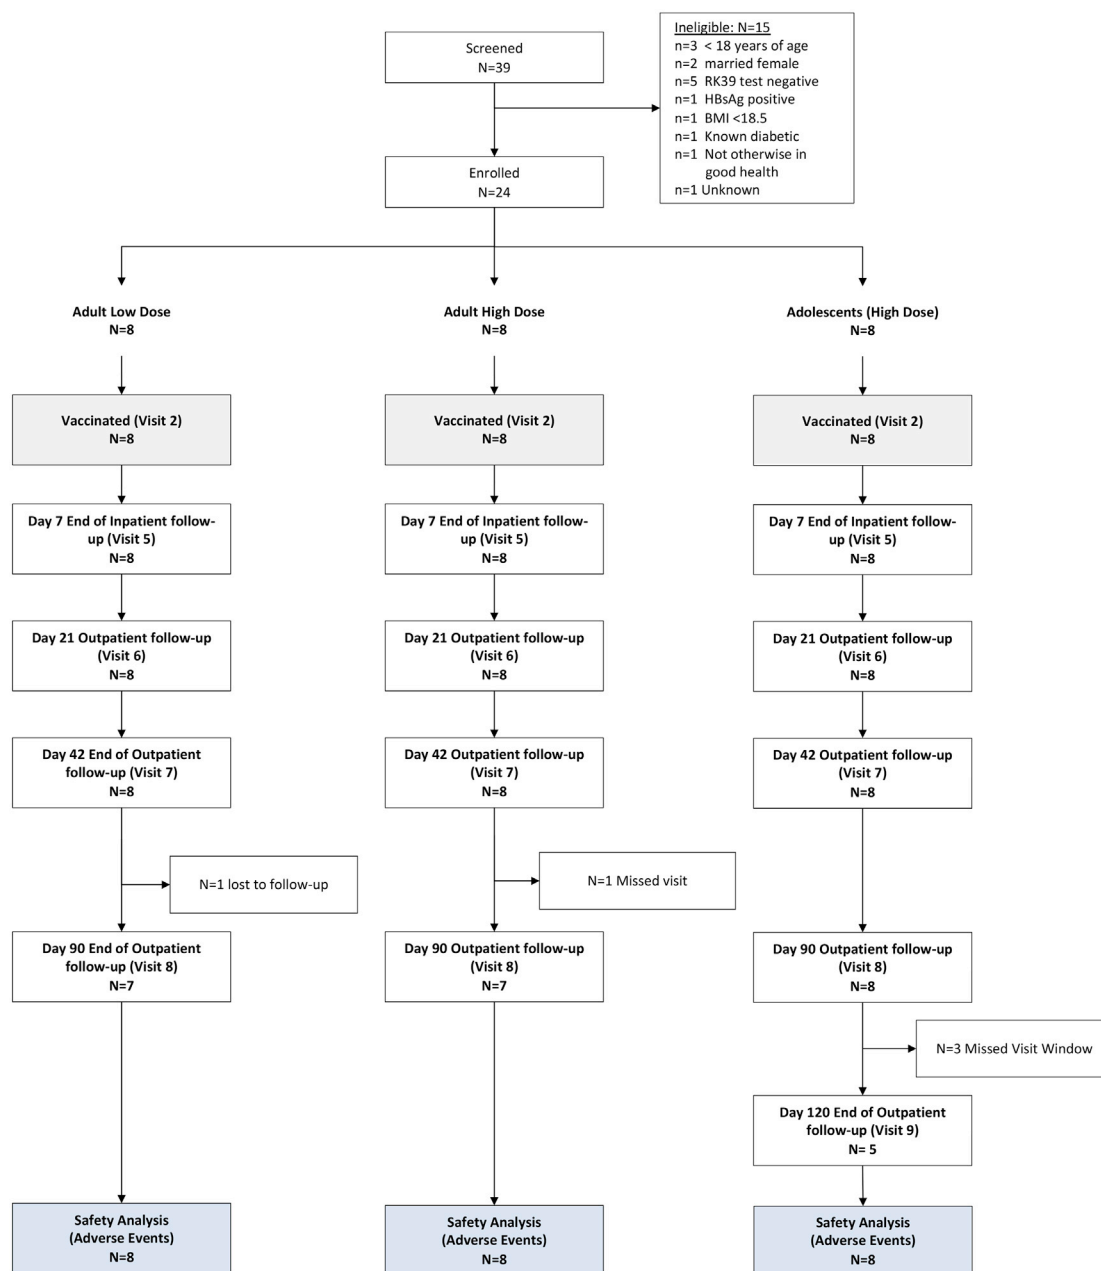 Screened
N=39
Ineligible: N=15
n=3 < 18 years of age
n=2 married female
n=5 RK39 test negative
n=1 HBsAg positive
n=1 BMI <18.5
n=1 Known diabetic
n=1 Not otherwise in
good health
n=1 Unknown
Enrolled
N=24
Adult Low Dose
N=8
Vaccinated (Visit 2)
N=8
Day 7 End of Inpatient follow-
up (Visit 5)
N=8
Day 21 Outpatient follow-up
(Visit 6)
N=8
Day 42 End of Outpatient
follow-up (Visit 7)
N=8
N=1 lost to follow-up
Day 90 End of Outpatient
follow-up (Visit 8)
N=7
Safety Analysis
(Adverse Events)
N=8
Adult High Dose
N=8
Vaccinated (Visit 2)
N=8
Day 7 End of Inpatient follow-
up (Visit 5)
N=8
Day 21 Outpatient follow-up
(Visit 6)
N=8
Day 42 Outpatient follow-up
(Visit 7)
N=8
N=1 Missed visit
Day 90 Outpatient follow-up
(Visit 8)
N=7
Safety Analysis
(Adverse Events)
N=8
Adolescents (High Dose)
N=8
Vaccinated (Visit 2)
N=8
Day 7 End of Inpatient follow-
up (Visit 5)
N=8
Day 21 Outpatient follow-up
(Visit 6)
N=8
Day 42 Outpatient follow-up
(Visit 7)
N=8
Day 90 Outpatient follow-up
(Visit 8)
N=8
N=3 Missed Visit Window
Day 120 End of Outpatient
follow-up (Visit 9)
N= 5
Safety Analysis
(Adverse Events)
N=8